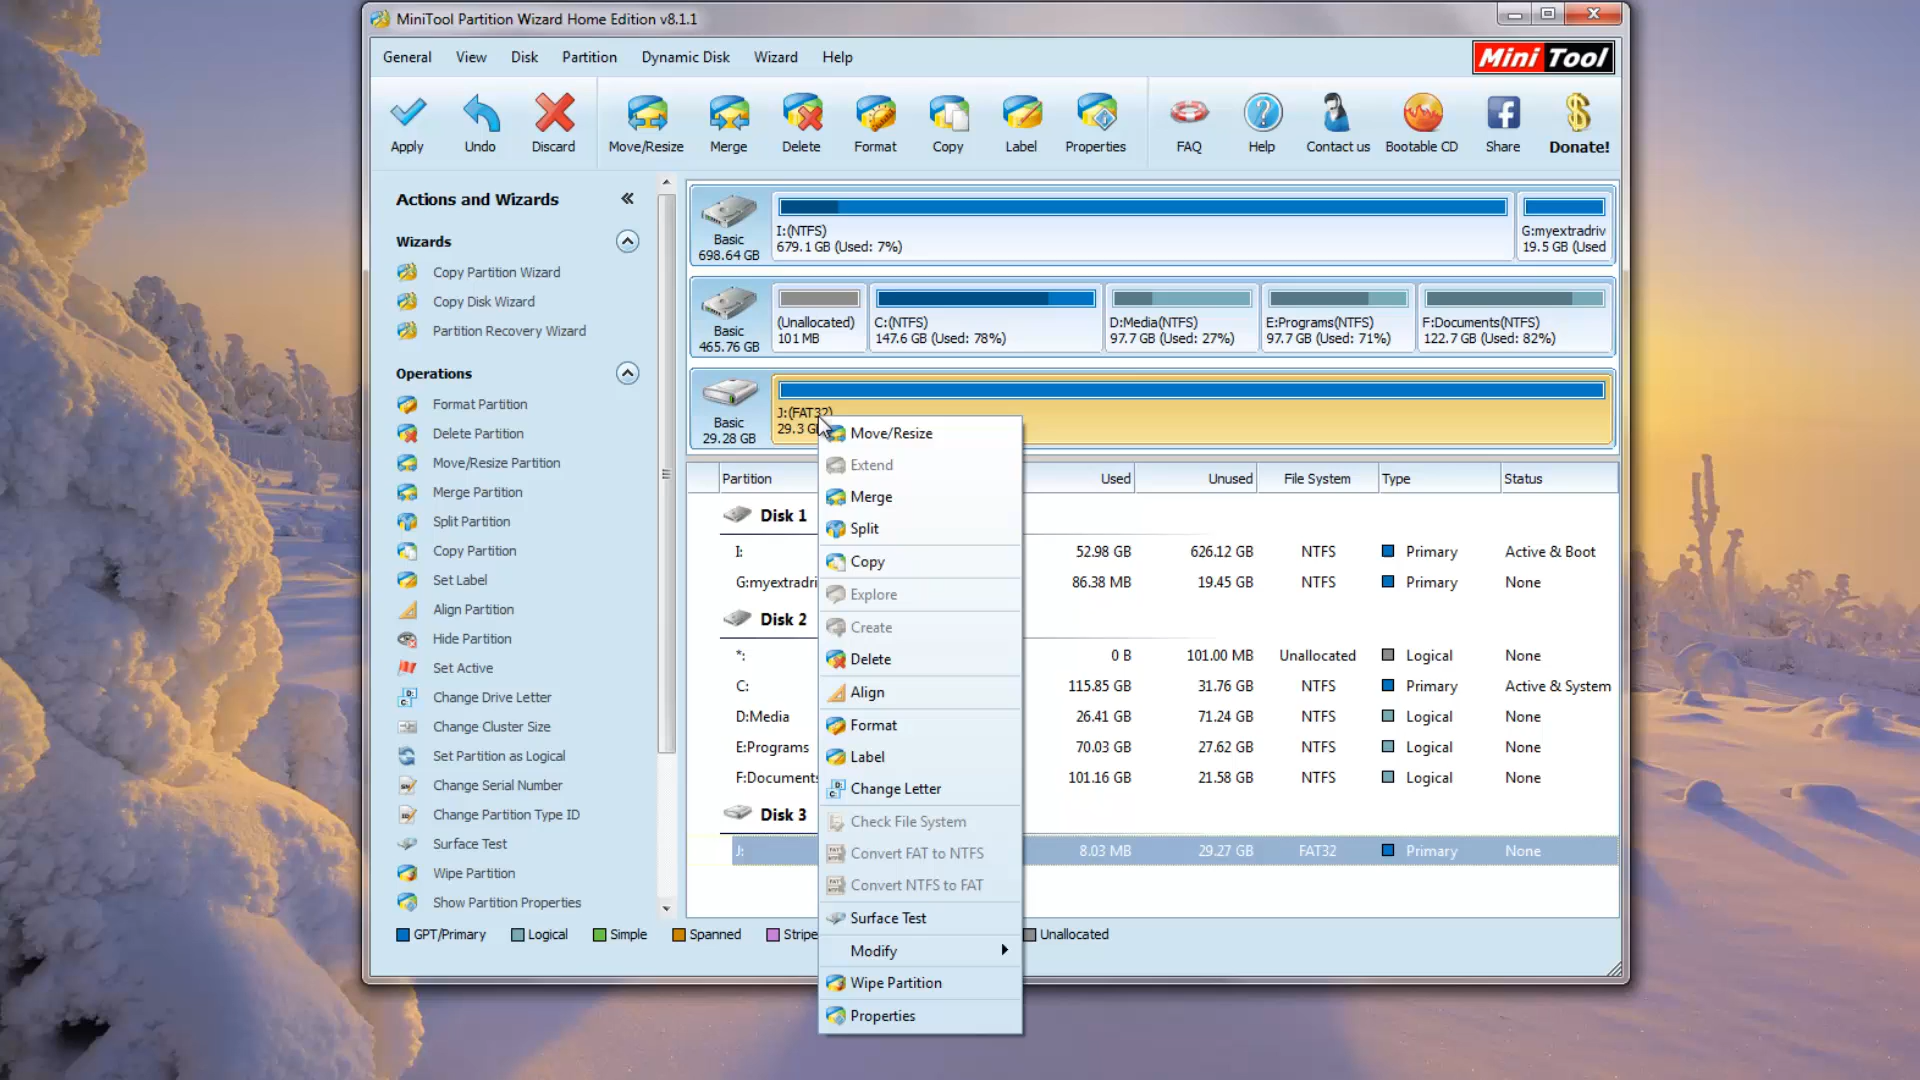 MiniTool Partition Wizard Home Edition v8.1.1
General View Disk Partition Dynamic Disk Wizard Help
Mini Tool
Apply Undo Discard Move/Resize Merge Delete Format Copy Label Properties FAQ Help Contact us Bootable CD Share Donate!
Actions and Wizards
Wizards
Copy Partition Wizard
Copy Disk Wizard
Partition Recovery Wizard
Operations
Format Partition
Delete Partition
Move/Resize Partition
Merge Partition
Split Partition
Copy Partition
Set Label
Align Partition
Hide Partition
Set Active
Change Drive Letter
Change Cluster Size
Set Partition as Logical
Change Serial Number
Change Partition Type ID
Surface Test
Wipe Partition
Show Partition Properties
Basic
698.64 GB
I:(NTFS)
679.1 GB (Used: 7%)
G:myextradriv
19.5 GB (Used
Basic
465.76 GB
(Unallocated)
101 MB
C:(NTFS)
147.6 GB (Used: 78%)
D:Media(NTFS)
97.7 GB (Used: 27%)
E:Programs(NTFS)
97.7 GB (Used: 71%)
F:Documents(NTFS)
122.7 GB (Used: 82%)
Basic
29.28 GB
J:(FAT32)
29.3 G
Move/Resize
Extend
Merge
Split
Copy
Explore
Create
Delete
Align
Format
Label
Change Letter
Check File System
Convert FAT to NTFS
Convert NTFS to FAT
Surface Test
Modify
Wipe Partition
Properties
Partition Used Unused File System Type Status
Disk 1
I: 52.98 GB 626.12 GB NTFS Primary Active & Boot
G:myextradri 86.38 MB 19.45 GB NTFS Primary None
Disk 2
*: 0 B 101.00 MB Unallocated Logical None
C: 115.85 GB 31.76 GB NTFS Primary Active & System
D:Media 26.41 GB 71.24 GB NTFS Logical None
E:Programs 70.03 GB 27.62 GB NTFS Logical None
F:Documents 101.16 GB 21.58 GB NTFS Logical None
Disk 3
J: 8.03 MB 29.27 GB FAT32 Primary None
GPT/Primary Logical Simple Spanned Stripe Unallocated